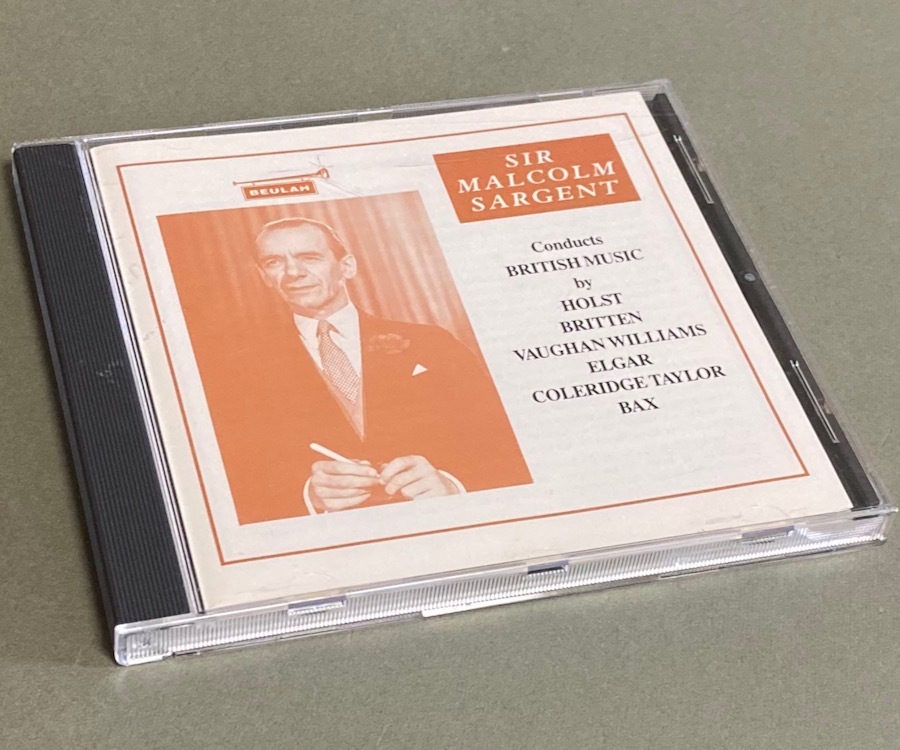 BEULAH
SIR
MALCOLM
SARGENT
Conducts
BRITISH MUSIC
by
HOLST
BRITTEN
VAUGHAN WILLIAMS
ELGAR
COLERIDGE TAYLOR
BAX